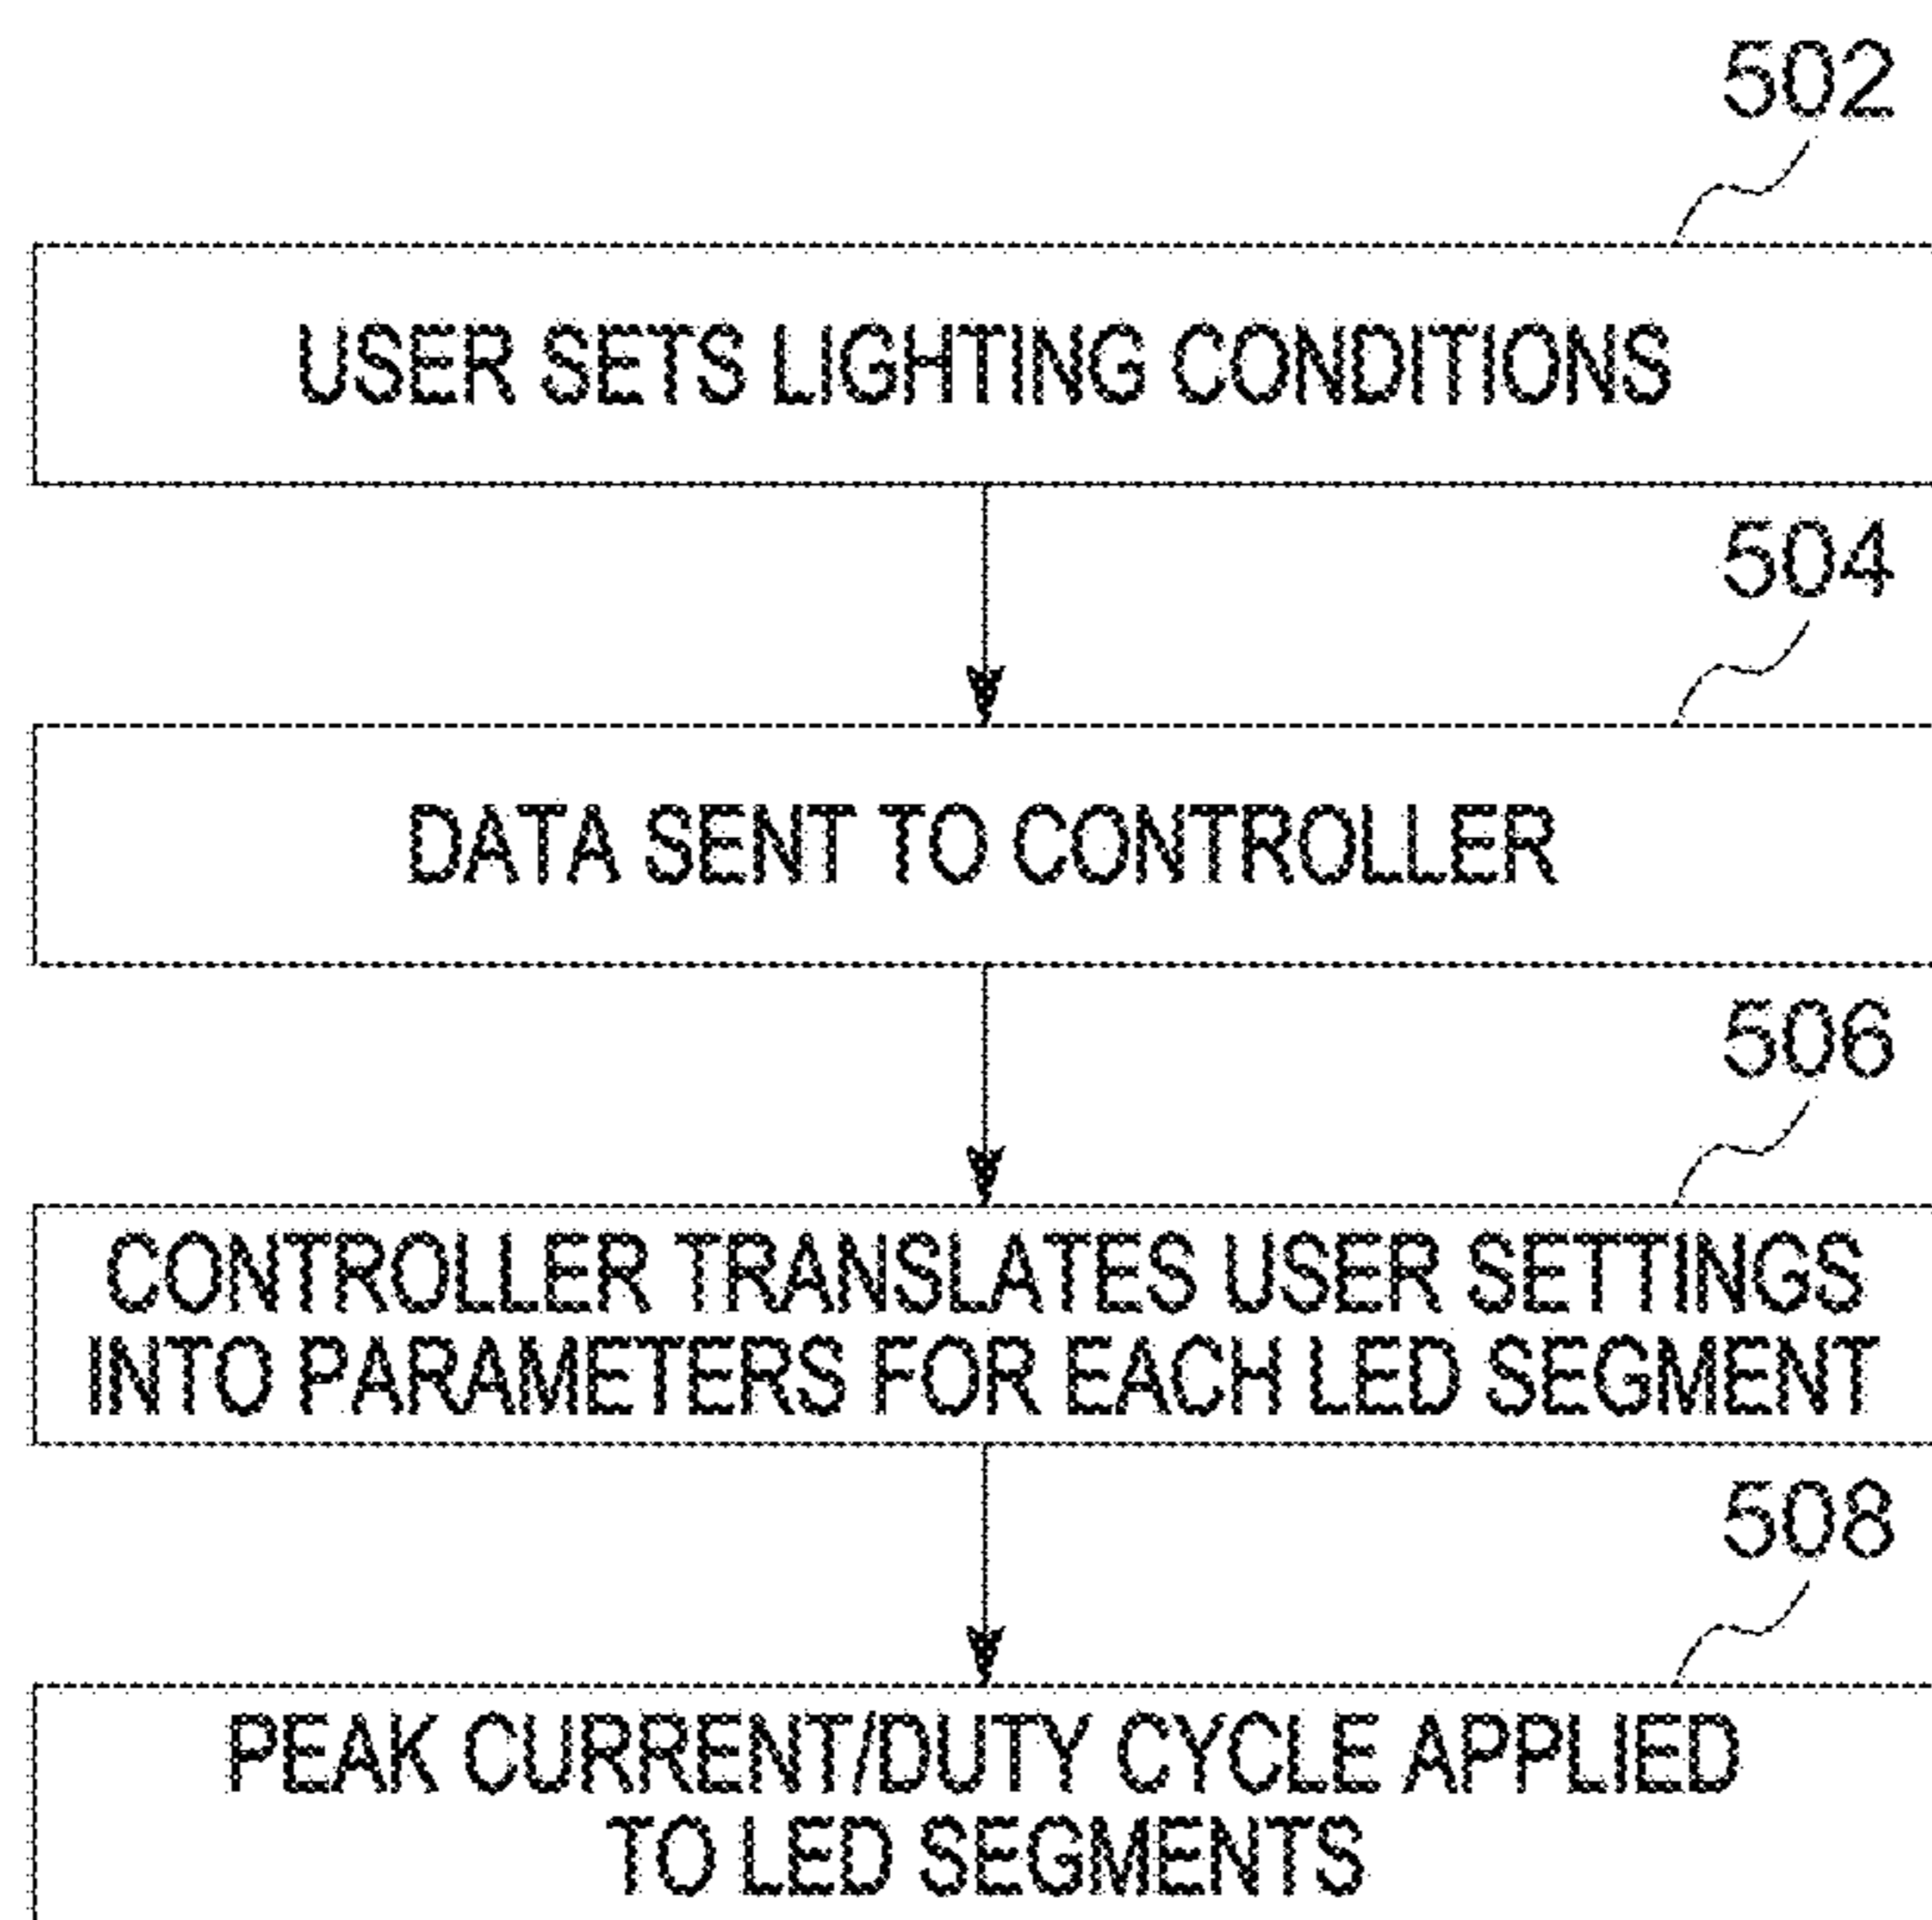 502
USER SETS LIGHTING CONDITIONS
504
DATA SENT TO CONTROLLER
506
CONTROLLER TRANSLATES USER SETTINGS
INTO PARAMETERS FOR EACH LED SEGMENT
508
PEAK CURRENT/DUTY CYCLE APPLIED
TO LED SEGMENTS